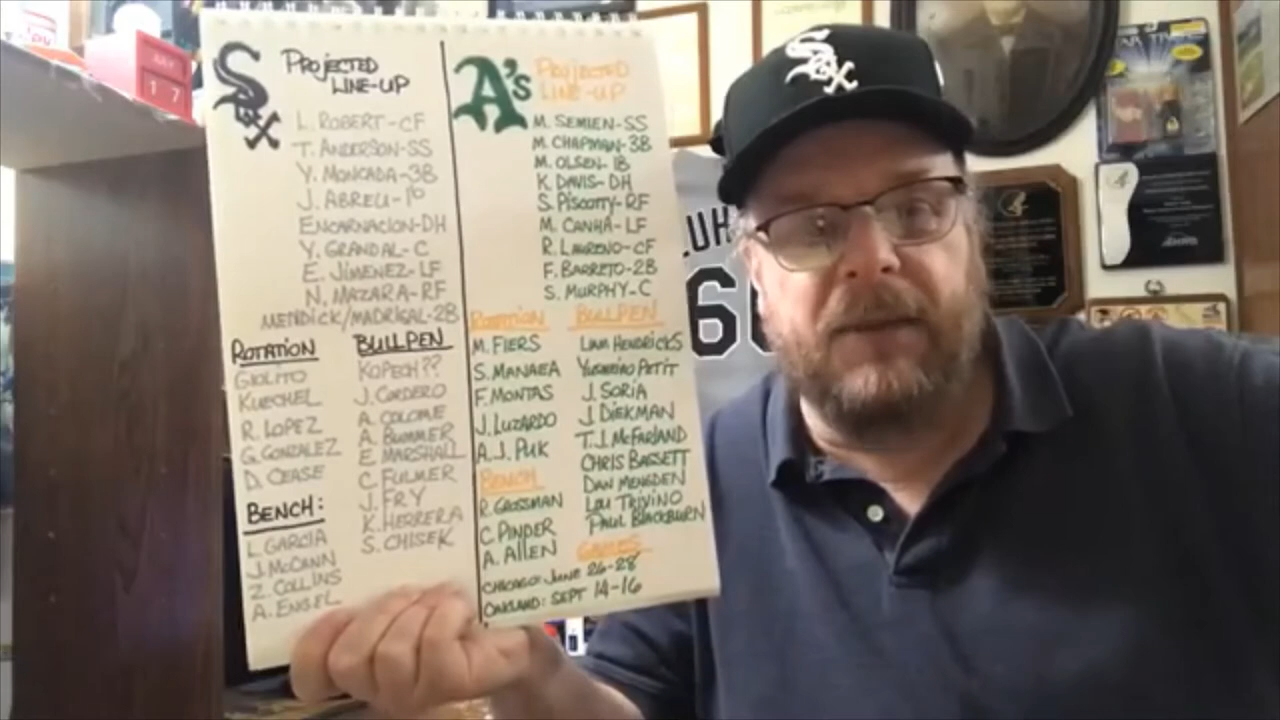 Sox
PROJECTED
LINE-UP
L. ROBERT-CF
T. ANDERSON-SS
Y. MONCADA-3B
J. ABREU-1B
ENCARNACION-DH
Y. GRANDAL-C
E. JIMENEZ-LF
N. MAZARA-RF
MENDICK/MADRIGAL-2B
ROTATION
GIOLITO
KUECHEL
R. LOPEZ
G. GONZALEZ
D. CEASE
BENCH:
L. GARCIA
J. McCANN
Z. COLLINS
A. ENGEL
BULLPEN
KOPECH??
J. CORDERO
A. COLOME
A. BUMMER
E. MARSHALL
C. FULMER
J. FRY
K. HERRERA
S. CHISEK
A's
PROJECTED
LINE-UP
M. SEMIEN-SS
M. CHAPMAN-3B
M. OLSEN-1B
K. DAVIS-DH
S. PISCOTTY-RF
M. CANHA-LF
R. LAURENO-CF
F. BARRETO-2B
S. MURPHY-C
ROTATION
M. FIERS
S. MANAEA
F. MONTAS
J. LUZARDO
A.J. PUK
BENCH
R. GROSSMAN
C. PINDER
A. ALLEN
BULLPEN
LIAM HENDRICKS
YUSMEIRO PETIT
J. SORIA
J. DIEKMAN
T.J. McFARLAND
CHRIS BASSETT
DAN MENGDEN
LOU TRIVINO
PAUL BLACKBURN
GAMES
CHICAGO: JUNE 26-28
OAKLAND: SEPT 14-16
Sox
17